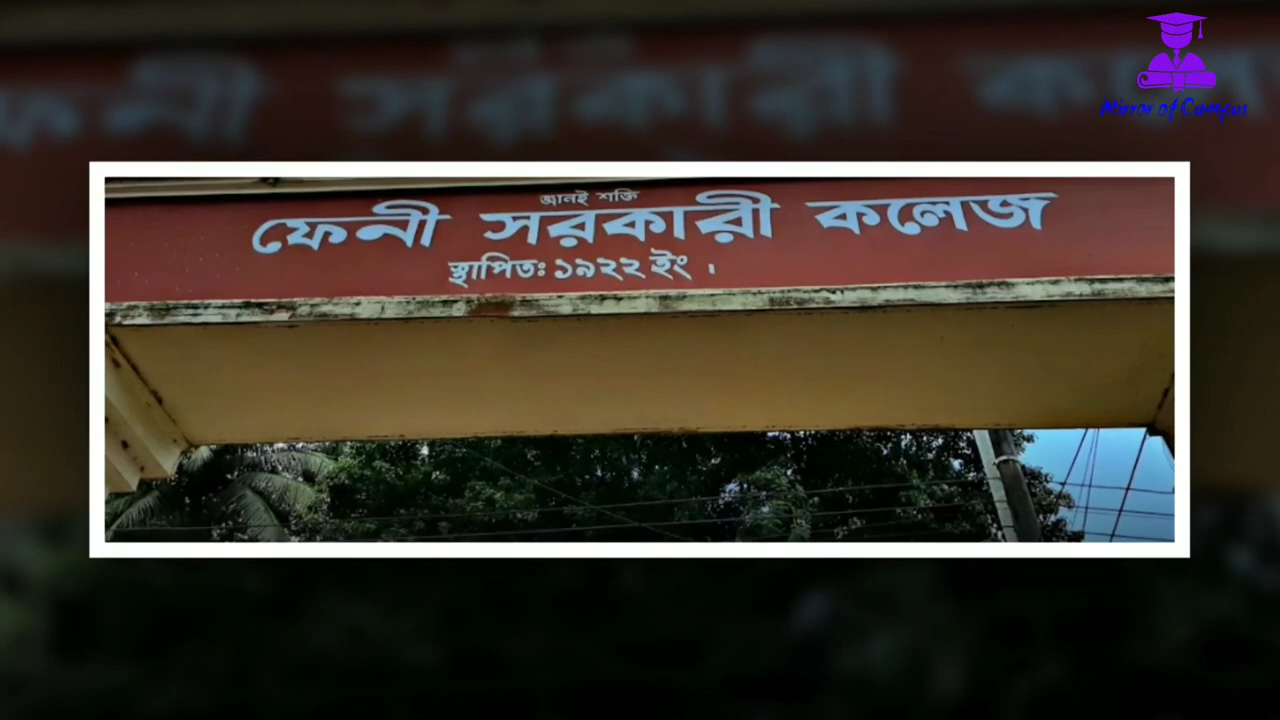 Mirror of Campus
জ্ঞানই শক্তি
ফেনী সরকারী কলেজ
স্থাপিতঃ ১৯২২ ইং ।